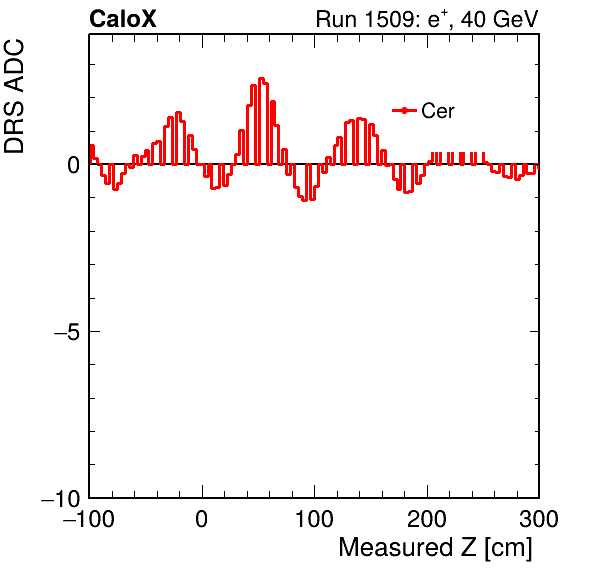 CaloX
Run 1509: e⁺, 40 GeV
DRS ADC
Cer
0
−5
−10
−100 0 100 200 300
Measured Z [cm]